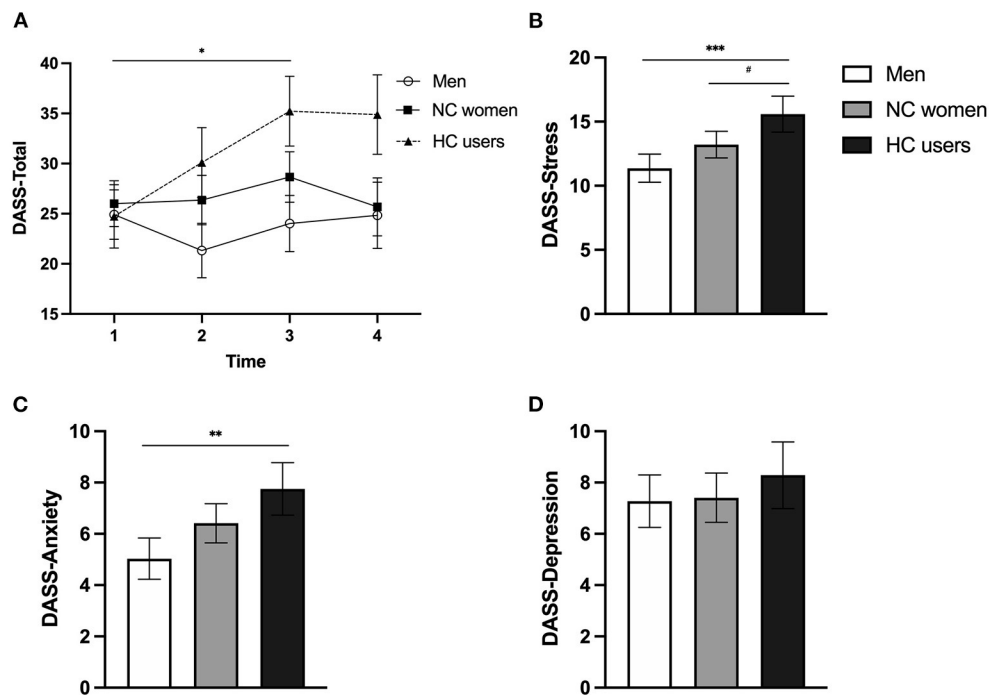 A
*
DASS-Total
40
35
30
25
20
15
1
2
3
4
Time
Men
NC women
HC users
B
***
#
DASS-Stress
20
15
10
5
0
Men
NC women
HC users
C
**
DASS-Anxiety
10
8
6
4
2
0
D
DASS-Depression
10
8
6
4
2
0